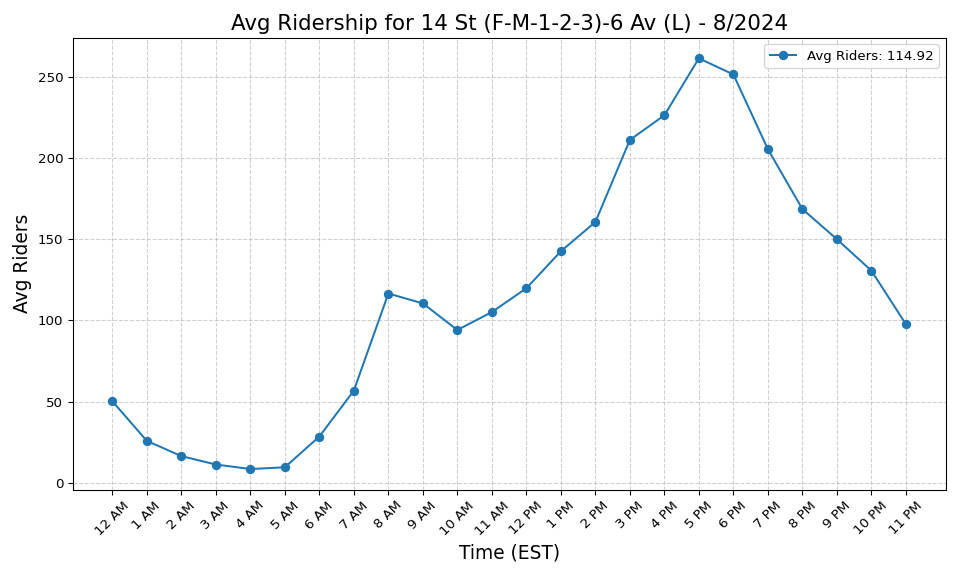 Avg Ridership for 14 St (F-M-1-2-3)-6 Av (L) - 8/2024
Avg Riders: 114.92
Avg Riders
250
200
150
100
50
0
12 AM 1 AM 2 AM 3 AM 4 AM 5 AM 6 AM 7 AM 8 AM 9 AM 10 AM 11 AM 12 PM 1 PM 2 PM 3 PM 4 PM 5 PM 6 PM 7 PM 8 PM 9 PM 10 PM 11 PM
Time (EST)